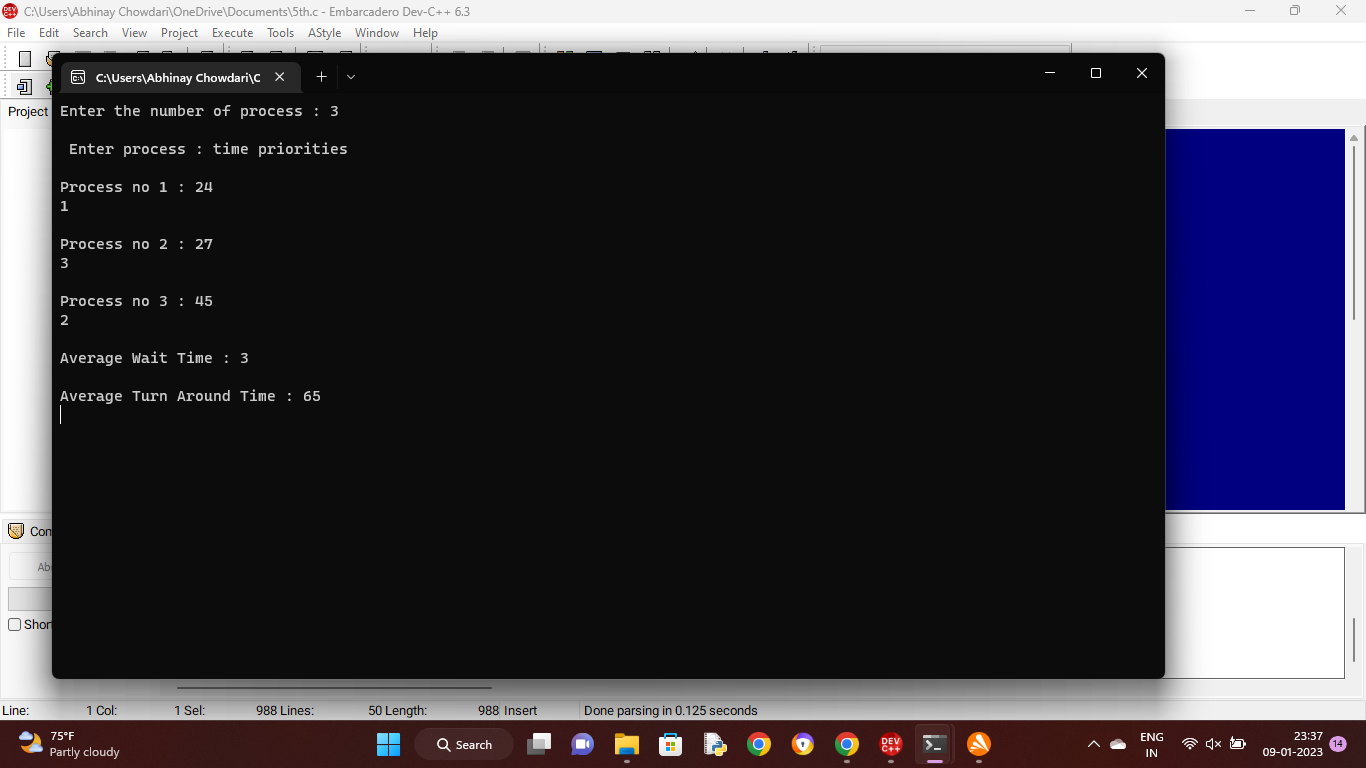 C:\Users\Abhinay Chowdari\OneDrive\Documents\5th.c - Embarcadero Dev-C++ 6.3
File Edit Search View Project Execute Tools AStyle Window Help
C:\Users\Abhinay Chowdari\C
Project
Enter the number of process : 3
Enter process : time priorities
Process no 1 : 24
1
Process no 2 : 27
3
Process no 3 : 45
2
Average Wait Time : 3
Average Turn Around Time : 65
Con
Abo
Short
Line: 1 Col: 1 Sel: 988 Lines: 50 Length: 988 Insert Done parsing in 0.125 seconds
75°F
Partly cloudy
Search
DEV C++
ENG
IN
23:37
09-01-2023
14